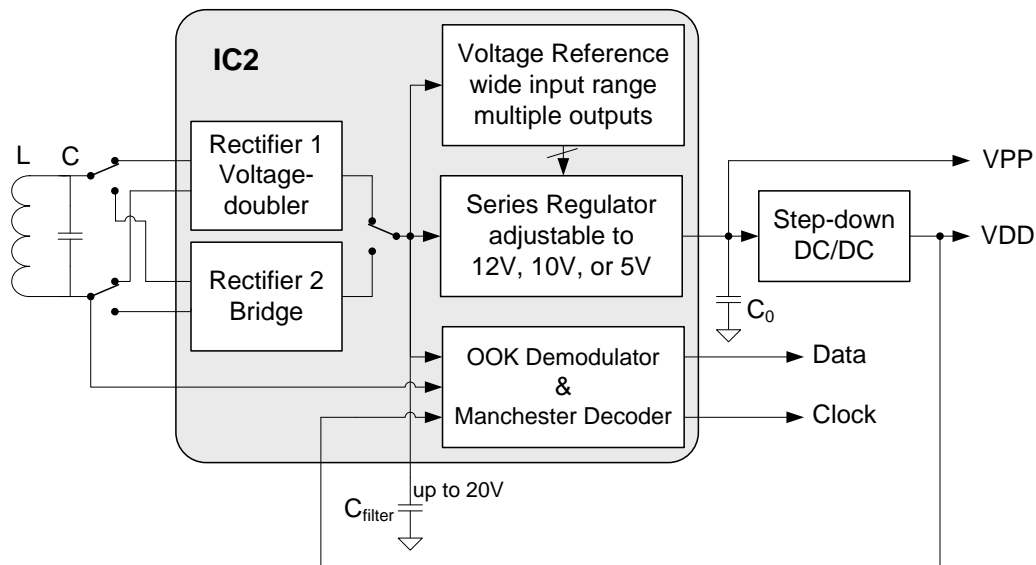 IC2
Voltage Reference
wide input range
multiple outputs
L
C
Rectifier 1
Voltage-
doubler
Series Regulator
adjustable to
12V, 10V, or 5V
Step-down
DC/DC
VPP
VDD
Rectifier 2
Bridge
C0
OOK Demodulator
&
Manchester Decoder
Data
Clock
up to 20V
Cfilter